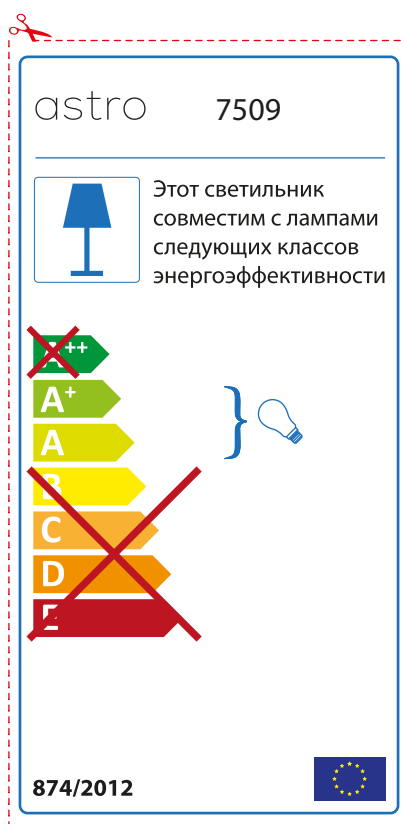 astro 7509
Этот светильник
совместим с лампами
следующих классов
энергоэффективности
A++
A+
A
B
C
D
E
874/2012